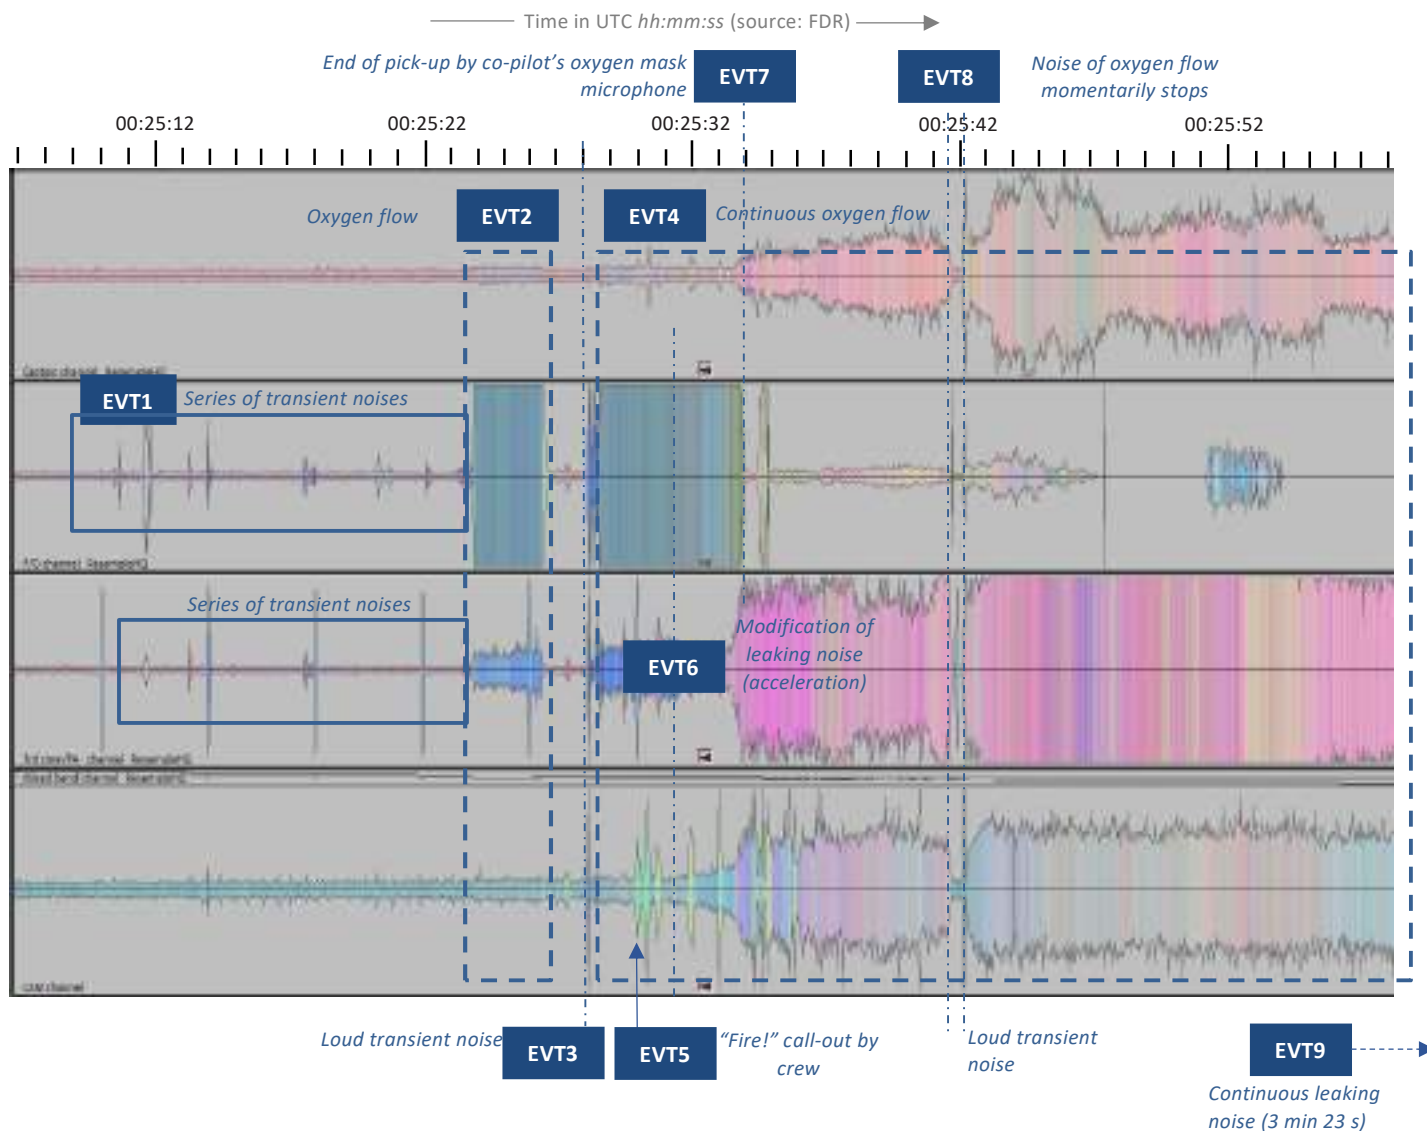 Time in UTC hh:mm:ss (source: FDR)
End of pick-up by co-pilot’s oxygen mask
microphone
EVT7
EVT8
Noise of oxygen flow
momentarily stops
00:25:12
00:25:22
00:25:32
00:25:42
00:25:52
Oxygen flow
EVT2
EVT4
Continuous oxygen flow
EVT1
Series of transient noises
Series of transient noises
EVT6
Modification of
leaking noise
(acceleration)
CAM channel
Loud transient noise
EVT3
EVT5
“Fire!” call-out by
crew
Loud transient
noise
EVT9
Continuous leaking
noise (3 min 23 s)